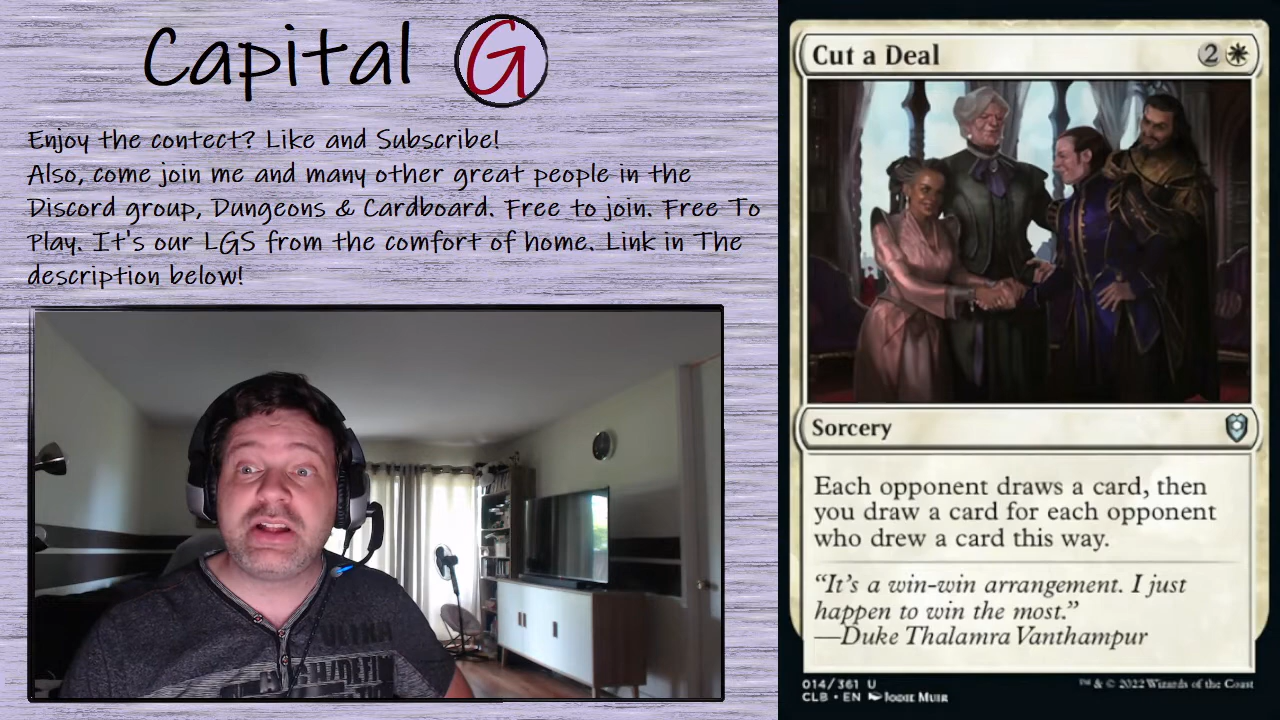 Capital G
Enjoy the contect? Like and Subscribe!
Also, come join me and many other great people in the
Discord group, Dungeons & Cardboard. Free to join. Free To
Play. It's our LGS from the comfort of home. Link in The
description below!
ULTRA
Cut a Deal 2
Sorcery
Each opponent draws a card, then
you draw a card for each opponent
who drew a card this way.
“It’s a win-win arrangement. I just
happen to win the most.”
—Duke Thalamra Vanthampur
014/361 U
CLB • EN Jodie Muir
™ & © 2022 Wizards of the Coast